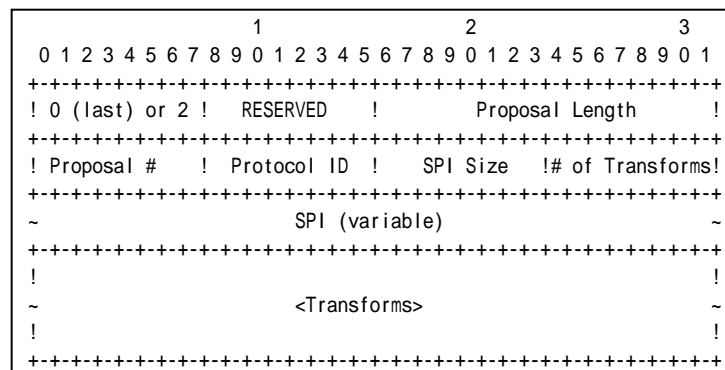 1                   2                   3
 0 1 2 3 4 5 6 7 8 9 0 1 2 3 4 5 6 7 8 9 0 1 2 3 4 5 6 7 8 9 0 1
+-+-+-+-+-+-+-+-+-+-+-+-+-+-+-+-+-+-+-+-+-+-+-+-+-+-+-+-+-+-+-+-+
! 0 (last) or 2 !   RESERVED    !         Proposal Length       !
+-+-+-+-+-+-+-+-+-+-+-+-+-+-+-+-+-+-+-+-+-+-+-+-+-+-+-+-+-+-+-+-+
! Proposal #    !  Protocol ID  !    SPI Size   !# of Transforms!
+-+-+-+-+-+-+-+-+-+-+-+-+-+-+-+-+-+-+-+-+-+-+-+-+-+-+-+-+-+-+-+-+
~                        SPI (variable)                         ~
+-+-+-+-+-+-+-+-+-+-+-+-+-+-+-+-+-+-+-+-+-+-+-+-+-+-+-+-+-+-+-+-+
!                                                               !
~                         <Transforms>                          ~
!                                                               !
+-+-+-+-+-+-+-+-+-+-+-+-+-+-+-+-+-+-+-+-+-+-+-+-+-+-+-+-+-+-+-+-+